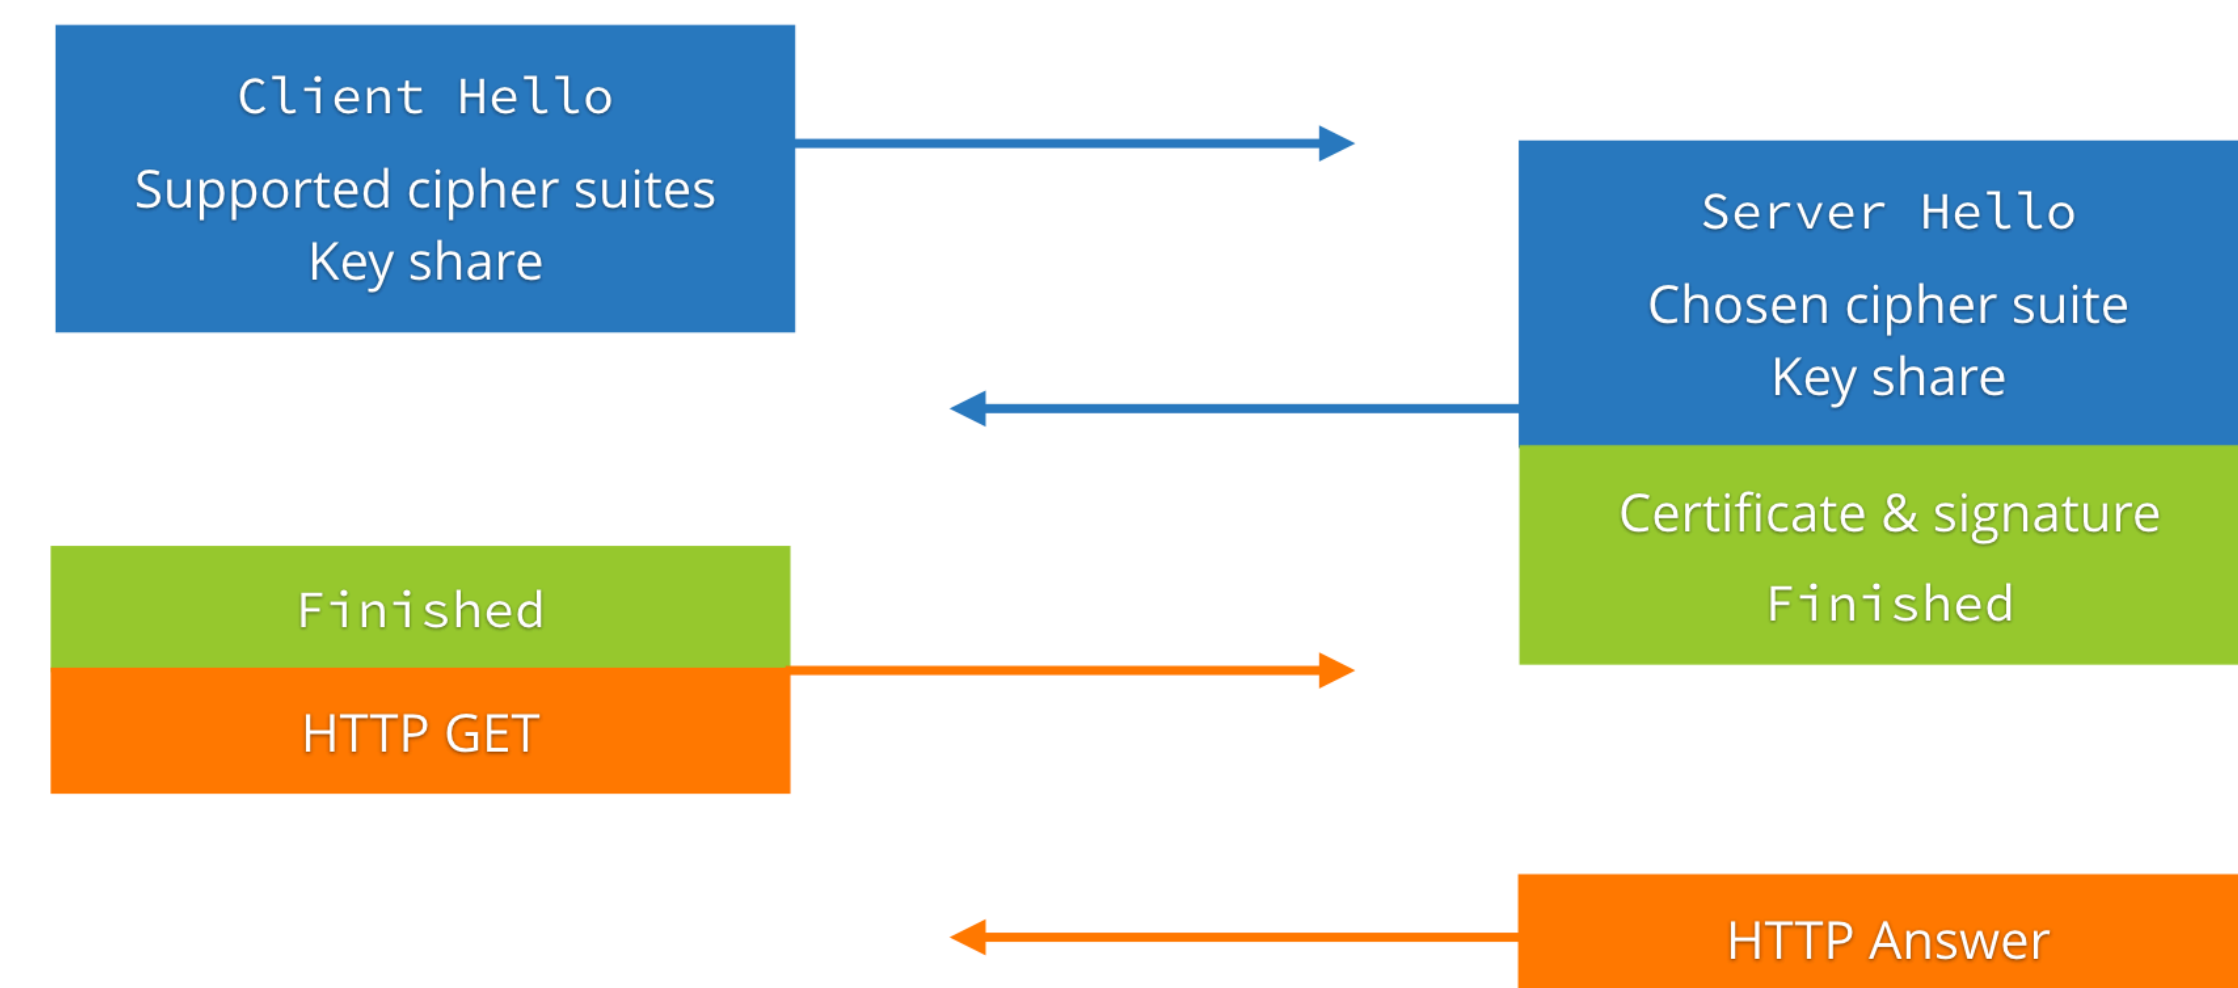 Client Hello
Supported cipher suites
Key share
Server Hello
Chosen cipher suite
Key share
Certificate & signature
Finished
Finished
HTTP GET
HTTP Answer